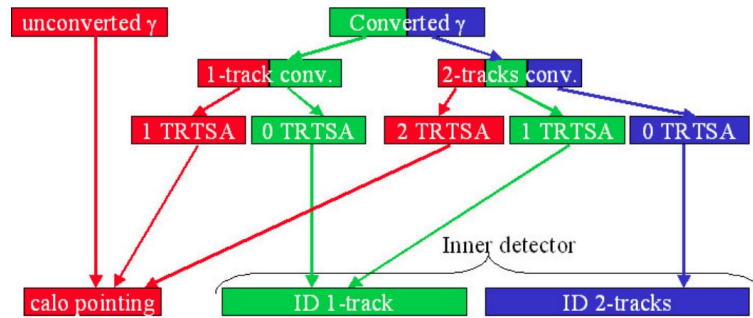 unconverted γ
Converted γ
1-track conv.
2-tracks conv.
1 TRTSA
0 TRTSA
2 TRTSA
1 TRTSA
0 TRTSA
Inner detector
calo pointing
ID 1-track
ID 2-tracks